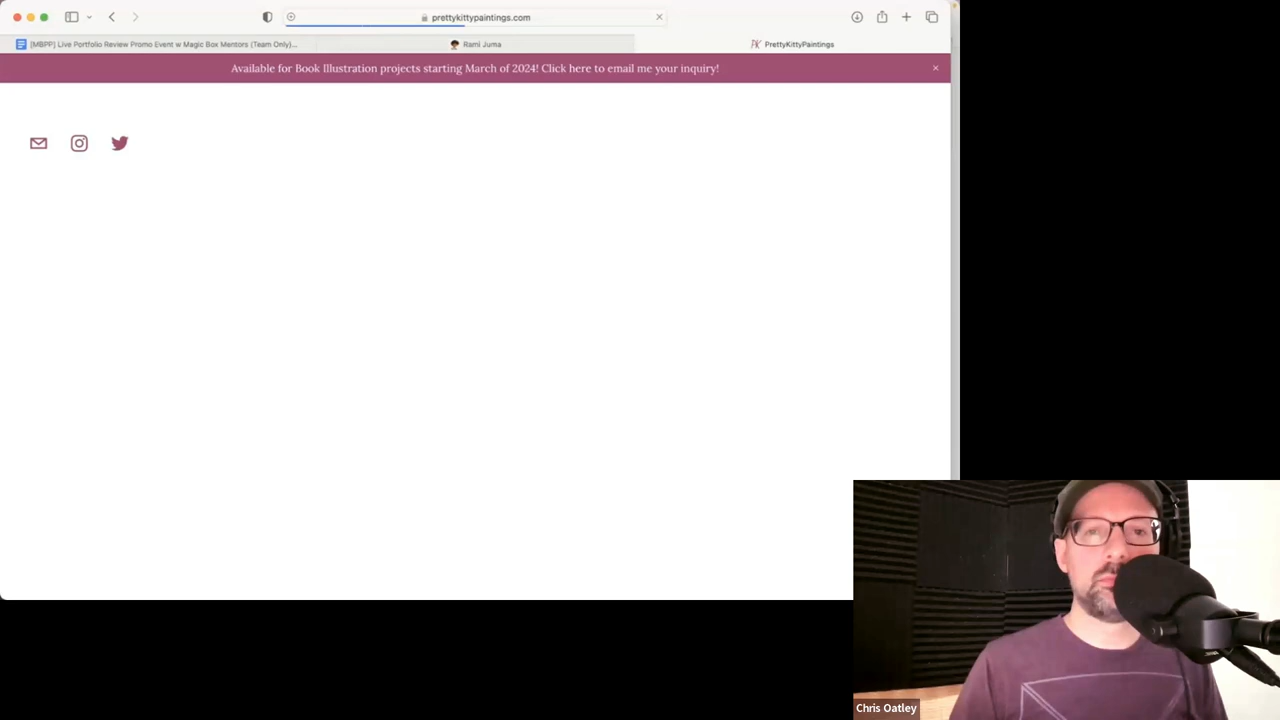 prettykittypaintings.com
[MBPP] Live Portfolio Review Promo Event w Magic Box Mentors (Team Only)...
Rami Juma
PK PrettyKittyPaintings
Available for Book Illustration projects starting March of 2024! Click here to email me your inquiry!
Chris Oatley